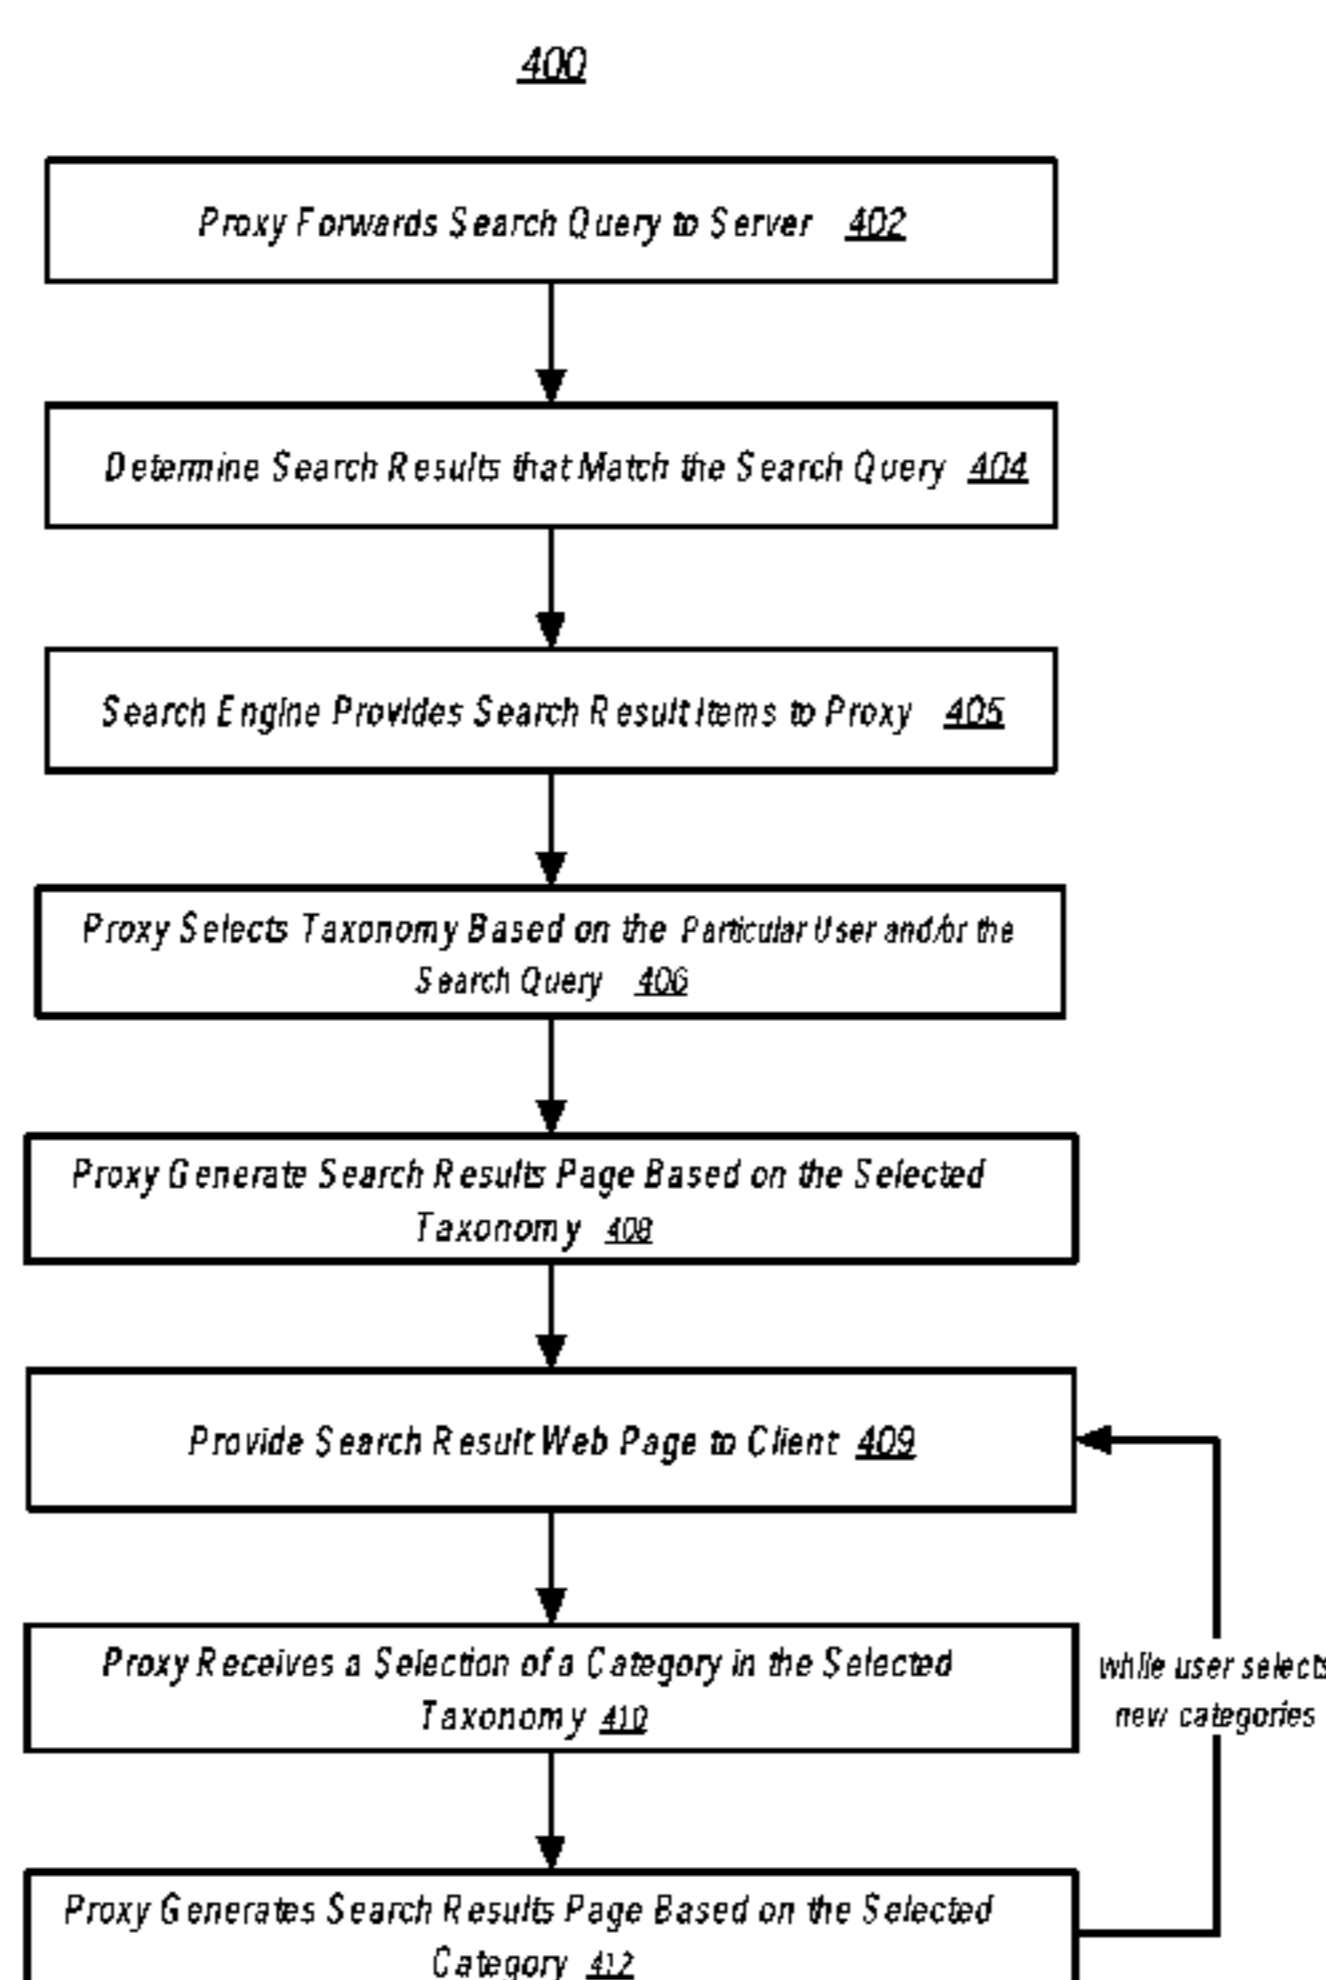 400
Proxy Forwards Search Query to Server 402
Determine Search Results that Match the Search Query 404
Search Engine Provides Search Result Items to Proxy 405
Proxy Selects Taxonomy Based on the Particular User and/or the
Search Query 406
Proxy Generate Search Results Page Based on the Selected
Taxonomy 408
Provide Search Result Web Page to Client 409
Proxy Receives a Selection of a Category in the Selected
Taxonomy 410
while user selects
new categories
Proxy Generates Search Results Page Based on the Selected
Category 412